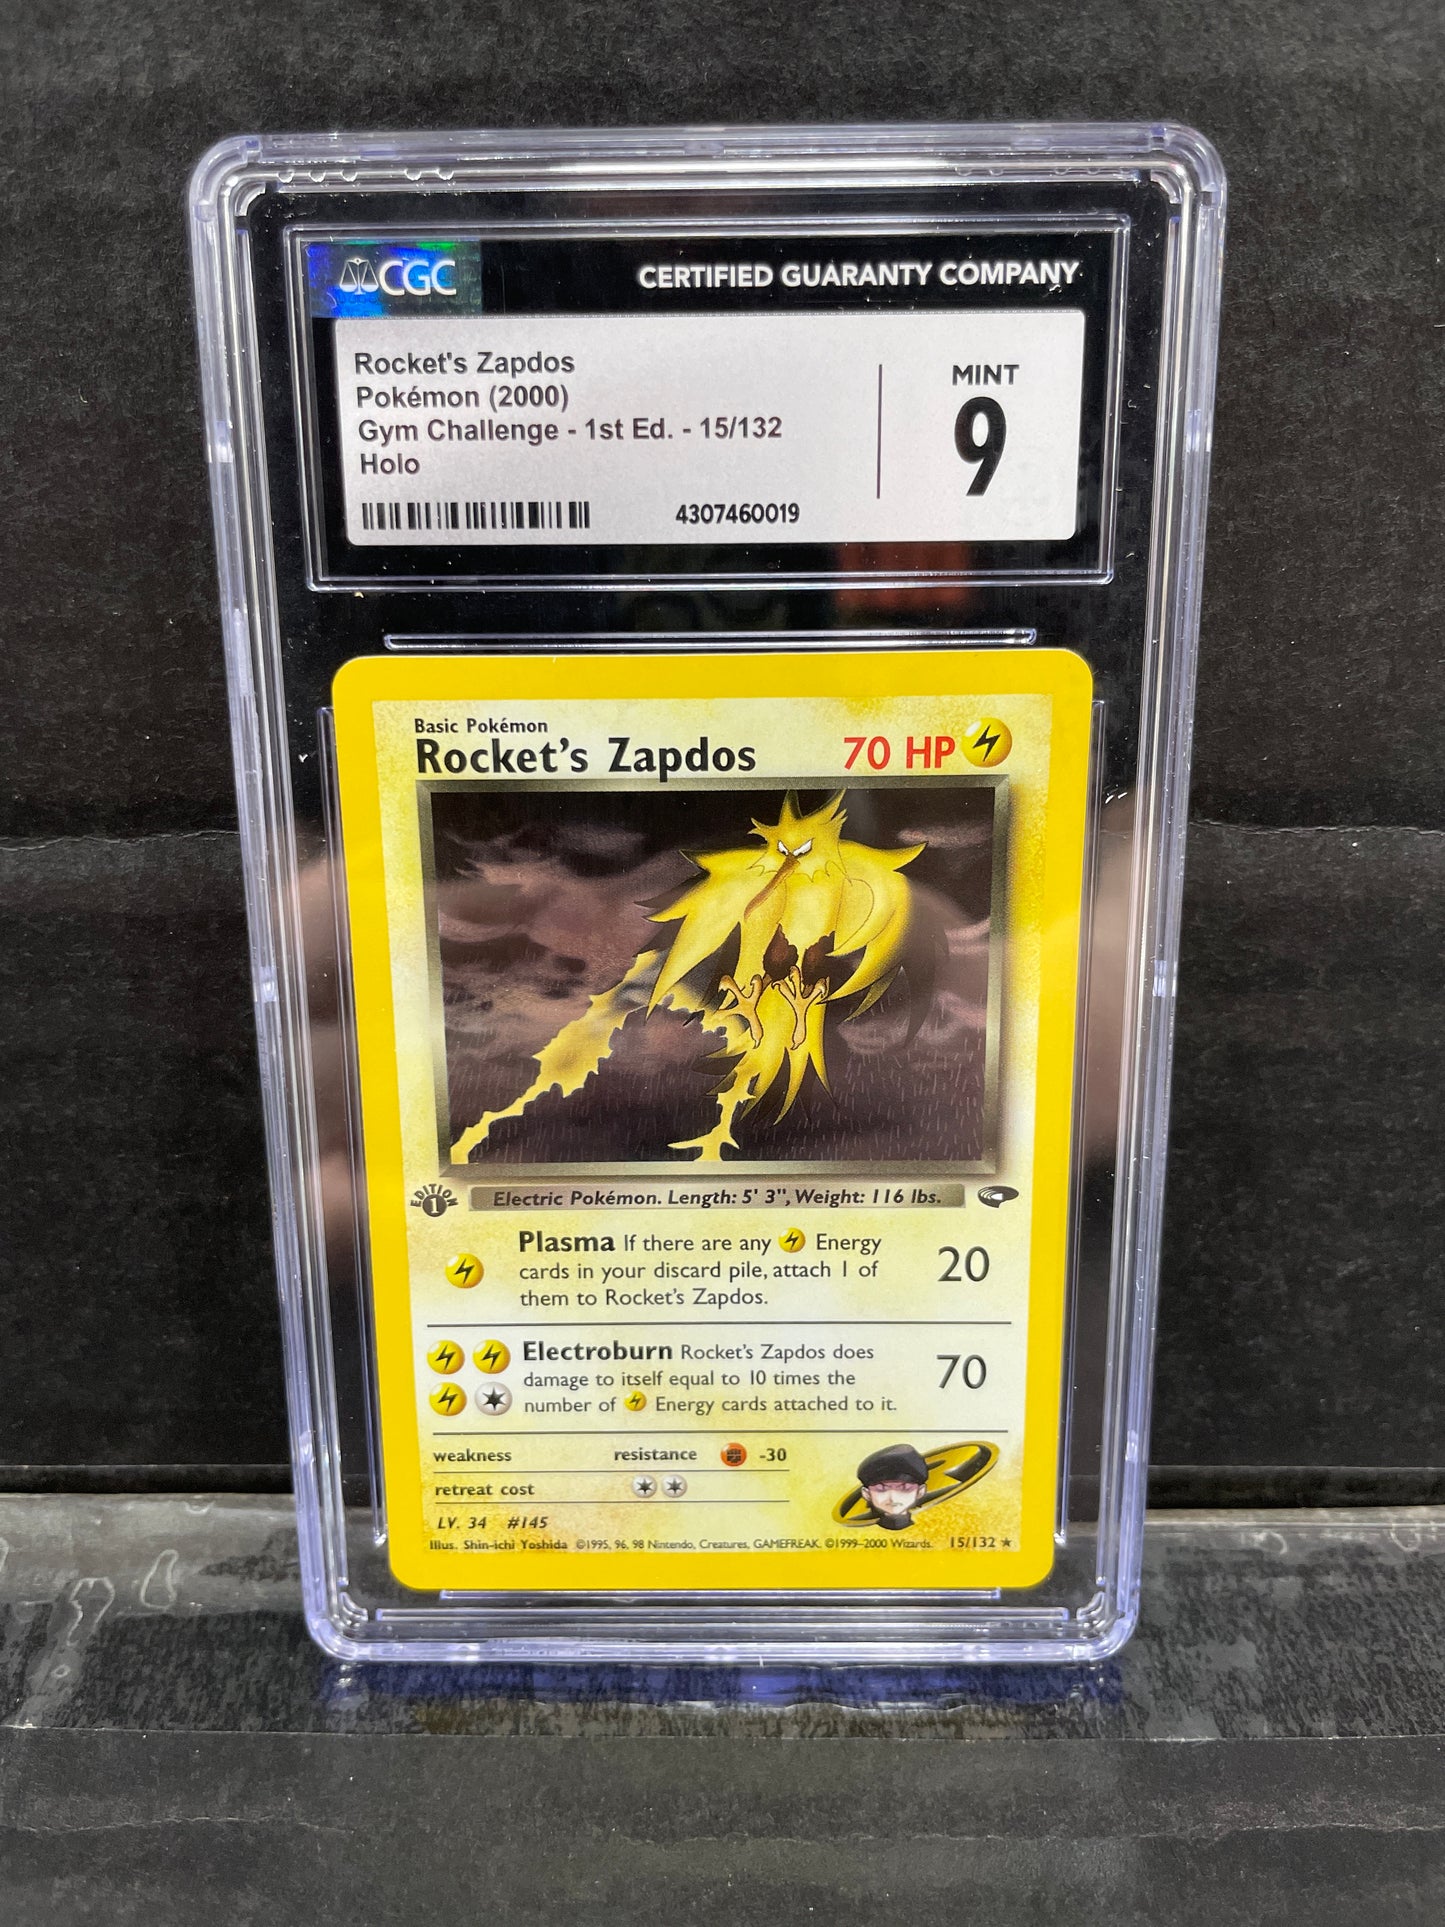 CGC
CERTIFIED GUARANTY COMPANY
Rocket's Zapdos
Pokémon (2000)
Gym Challenge - 1st Ed. - 15/132
Holo
4307460019
MINT
9
Basic Pokémon
Rocket's Zapdos
70 HP
EDITION
1
Electric Pokémon. Length: 5' 3", Weight: 116 lbs.
Plasma If there are any Energy
cards in your discard pile, attach 1 of
them to Rocket's Zapdos.
20
Electroburn Rocket's Zapdos does
damage to itself equal to 10 times the
number of Energy cards attached to it.
70
weakness
resistance -30
retreat cost
LV. 34 #145
Illus. Shin-ichi Yoshida ©1995, 96, 98 Nintendo, Creatures, GAMEFREAK. ©1999–2000 Wizards. 15/132 ★